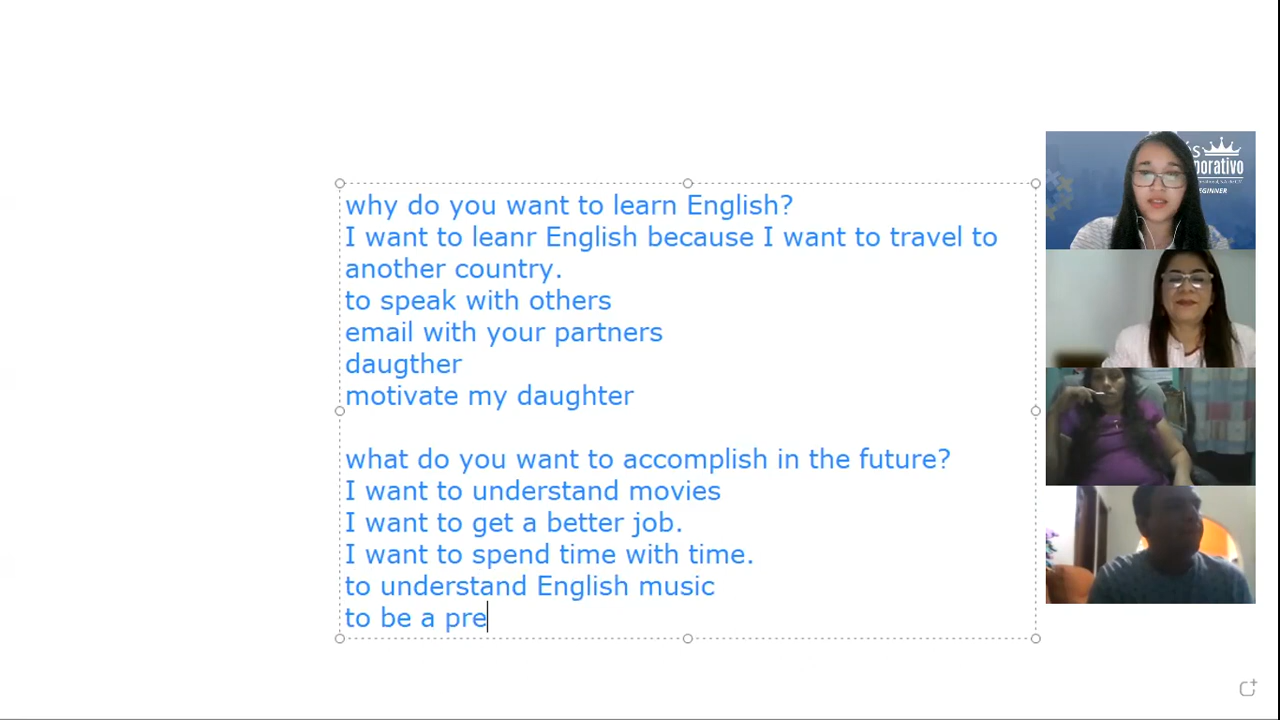 why do you want to learn English?
I want to leanr English because I want to travel to
another country.
to speak with others
email with your partners
daugther
motivate my daughter
what do you want to accomplish in the future?
I want to understand movies
I want to get a better job.
I want to spend time with time.
to understand English music
to be a pre